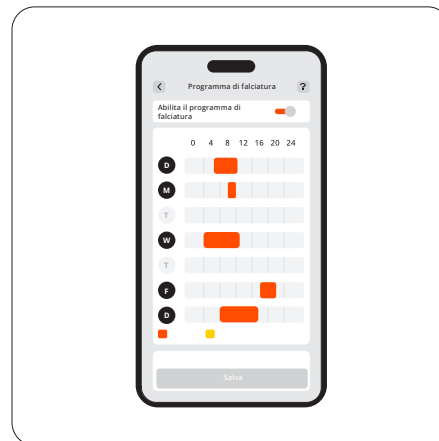 Programma di falciatura ?
Abilita il programma di
falciatura
0 4 8 12 16 20 24
D
M
T
W
T
F
D
Salva